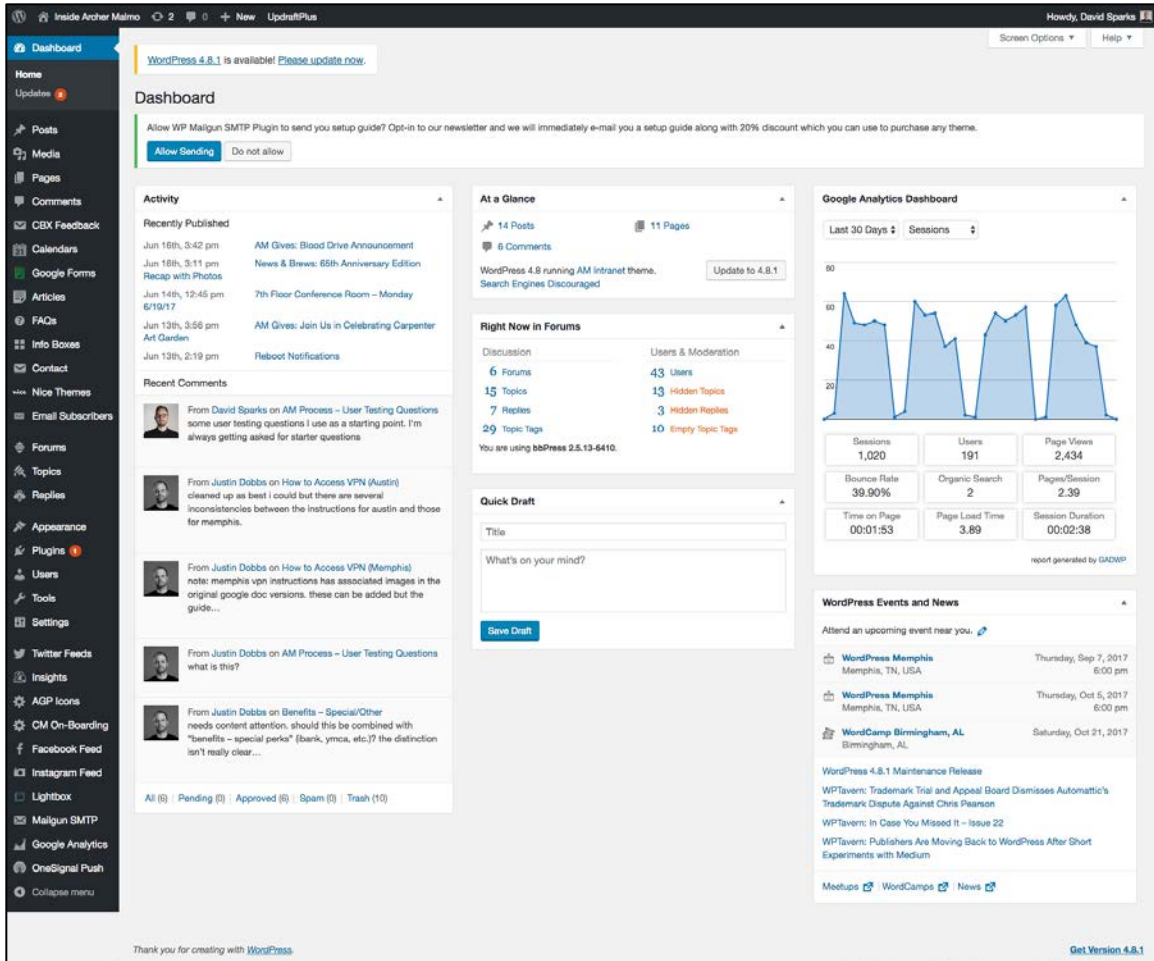 Inside Archer Malmo 2 0 New UpdraftPlus Howdy, David Sparks
Screen Options Help
Dashboard
Home
Updates 2
Posts
Media
Pages
Comments
CBX Feedback
Calendars
Google Forms
Articles
FAQs
Info Boxes
Contact
Nice Themes
Email Subscribers
Forums
Topics
Replies
Appearance
Plugins 1
Users
Tools
Settings
Twitter Feeds
Insights
AGP Icons
CM On-Boarding
Facebook Feed
Instagram Feed
Lightbox
Mailgun SMTP
Google Analytics
OneSignal Push
Collapse menu
WordPress 4.8.1 is available! Please update now.
Dashboard
Allow WP Mailgun SMTP Plugin to send you setup guide? Opt-in to our newsletter and we will immediately e-mail you a setup guide along with 20% discount which you can use to purchase any theme.
Allow Sending Do not allow
Activity
Recently Published
Jun 16th, 3:42 pm AM Gives: Blood Drive Announcement
Jun 16th, 3:11 pm News & Brews: 65th Anniversary Edition
Recap with Photos
Jun 14th, 12:45 pm 7th Floor Conference Room – Monday
6/19/17
Jun 13th, 3:56 pm AM Gives: Join Us in Celebrating Carpenter
Art Garden
Jun 13th, 2:19 pm Reboot Notifications
Recent Comments
From David Sparks on AM Process – User Testing Questions
some user testing questions I use as a starting point. I'm
always getting asked for starter questions
From Justin Dobbs on How to Access VPN (Austin)
cleaned up as best i could but there are several
inconsistencies between the instructions for austin and those
for memphis.
From Justin Dobbs on How to Access VPN (Memphis)
note: memphis vpn instructions has associated images in the
original google doc versions. these can be added but the
guide…
From Justin Dobbs on AM Process – User Testing Questions
what is this?
From Justin Dobbs on Benefits – Special/Other
needs content attention. should this be combined with
"benefits – special perks" (ibank, ymca, etc.)? the distinction
isn't really clear…
All (6) | Pending (0) | Approved (6) | Spam (0) | Trash (10)
At a Glance
14 Posts 11 Pages
6 Comments
WordPress 4.8 running AM Intranet theme. Update to 4.8.1
Search Engines Discouraged
Right Now in Forums
Discussion Users & Moderation
6 Forums 43 Users
15 Topics 13 Hidden Topics
7 Replies 3 Hidden Replies
29 Topic Tags 10 Empty Topic Tags
You are using bbPress 2.5.13-6410.
Quick Draft
Title
What's on your mind?
Save Draft
Google Analytics Dashboard
Last 30 Days Sessions
80
60
40
20
Sessions Users Page Views
1,020 191 2,434
Bounce Rate Organic Search Pages/Session
39.90% 2 2.39
Time on Page Page Load Time Session Duration
00:01:53 3.89 00:02:38
report generated by GADWP
WordPress Events and News
Attend an upcoming event near you.
WordPress Memphis Thursday, Sep 7, 2017
Memphis, TN, USA 6:00 pm
WordPress Memphis Thursday, Oct 5, 2017
Memphis, TN, USA 6:00 pm
WordCamp Birmingham, AL Saturday, Oct 21, 2017
Birmingham, AL
WordPress 4.8.1 Maintenance Release
WPTavern: Trademark Trial and Appeal Board Dismisses Automattic's
Trademark Dispute Against Chris Pearson
WPTavern: In Case You Missed It – Issue 22
WPTavern: Publishers Are Moving Back to WordPress After Short
Experiments with Medium
Meetups | WordCamps | News
Thank you for creating with WordPress. Get Version 4.8.1